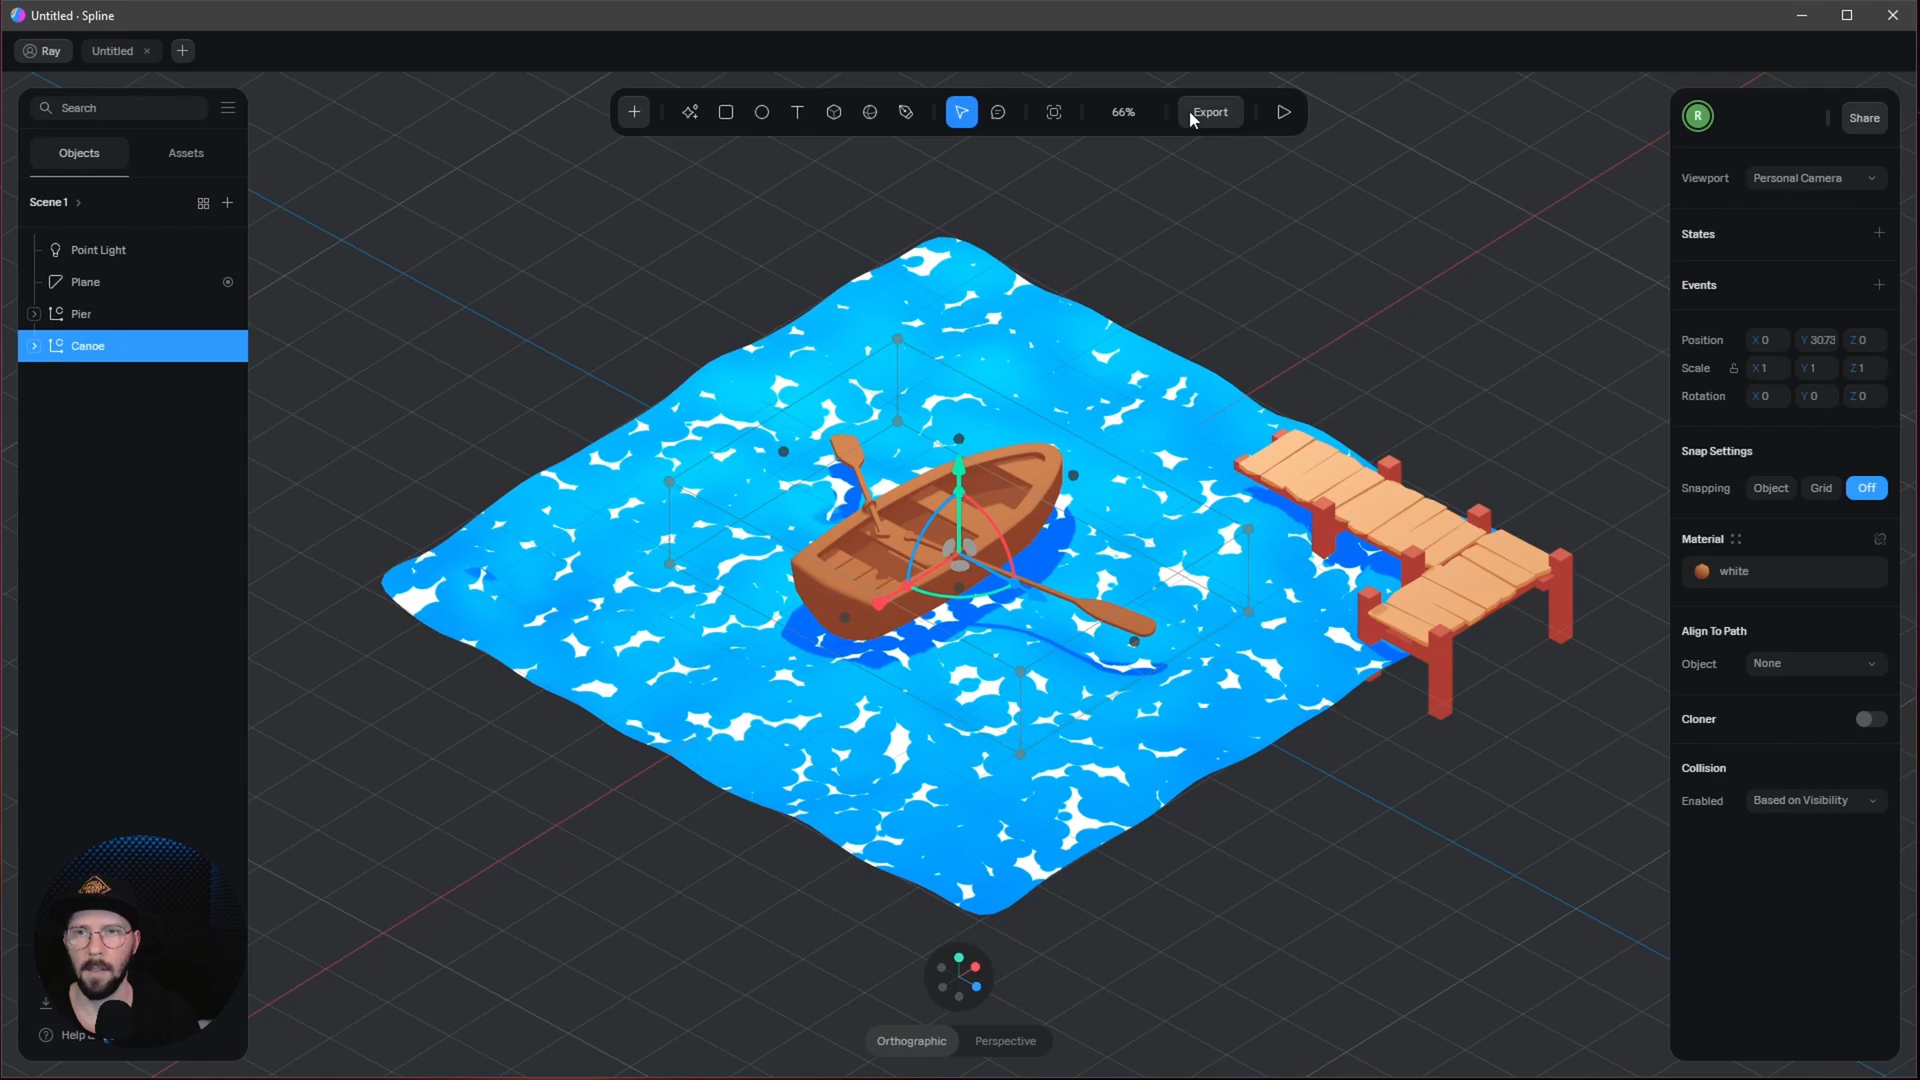 Untitled · Spline
Ray
Untitled
Search
Objects
Assets
Scene 1
Point Light
Plane
Pier
Canoe
66%
Export
R
Share
Viewport
Personal Camera
States
Events
Position
X 0
Y 30.73
Z 0
Scale
X 1
Y 1
Z 1
Rotation
X 0
Y 0
Z 0
Snap Settings
Snapping
Object
Grid
Off
Material
white
Align To Path
Object
None
Cloner
Collision
Enabled
Based on Visibility
Help
Orthographic
Perspective